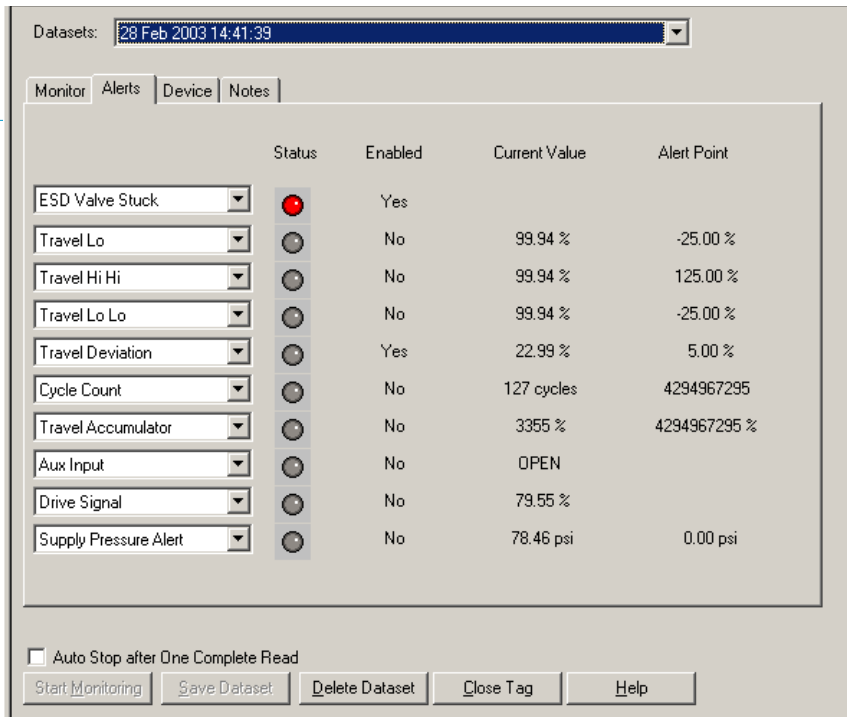 Datasets: 28 Feb 2003 14:41:39
Monitor Alerts Device Notes
Status Enabled Current Value Alert Point
ESD Valve Stuck Yes
Travel Lo No 99.94 % -25.00 %
Travel Hi Hi No 99.94 % 125.00 %
Travel Lo Lo No 99.94 % -25.00 %
Travel Deviation Yes 22.99 % 5.00 %
Cycle Count No 127 cycles 4294967295
Travel Accumulator No 3355 % 4294967295 %
Aux Input No OPEN
Drive Signal No 79.55 %
Supply Pressure Alert No 78.46 psi 0.00 psi
Auto Stop after One Complete Read
Start Monitoring Save Dataset Delete Dataset Close Tag Help